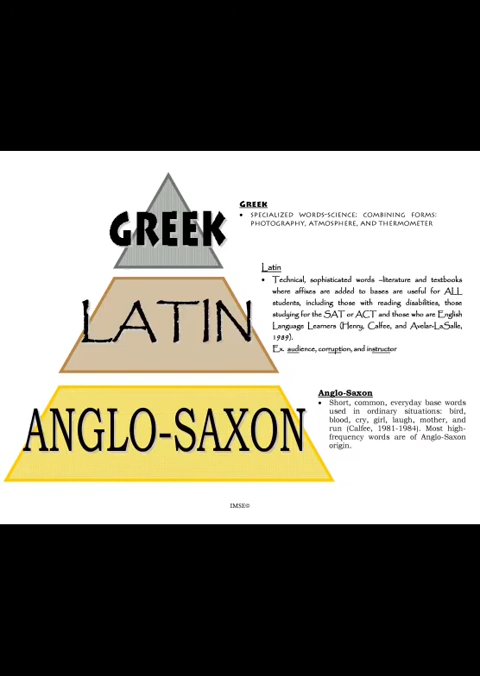 GREEK
GREEK
• SPECIALIZED WORDS-SCIENCE; COMBINING FORMS:
PHOTOGRAPHY, ATMOSPHERE, AND THERMOMETER
LATIN
Latin
• Technical, sophisticated words –literature and textbooks
where affixes are added to bases are useful for ALL
students, including those with reading disabilities, those
studying for the SAT or ACT and those who are English
Language Learners (Henry, Calfee, and Avelar-LaSalle,
1989).
Ex. audience, corruption, and instructor
ANGLO-SAXON
Anglo-Saxon
• Short, common, everyday base words
used in ordinary situations: bird,
blood, cry, girl, laugh, mother, and
run (Calfee, 1981-1984). Most high-
frequency words are of Anglo-Saxon
origin.
IMSE©